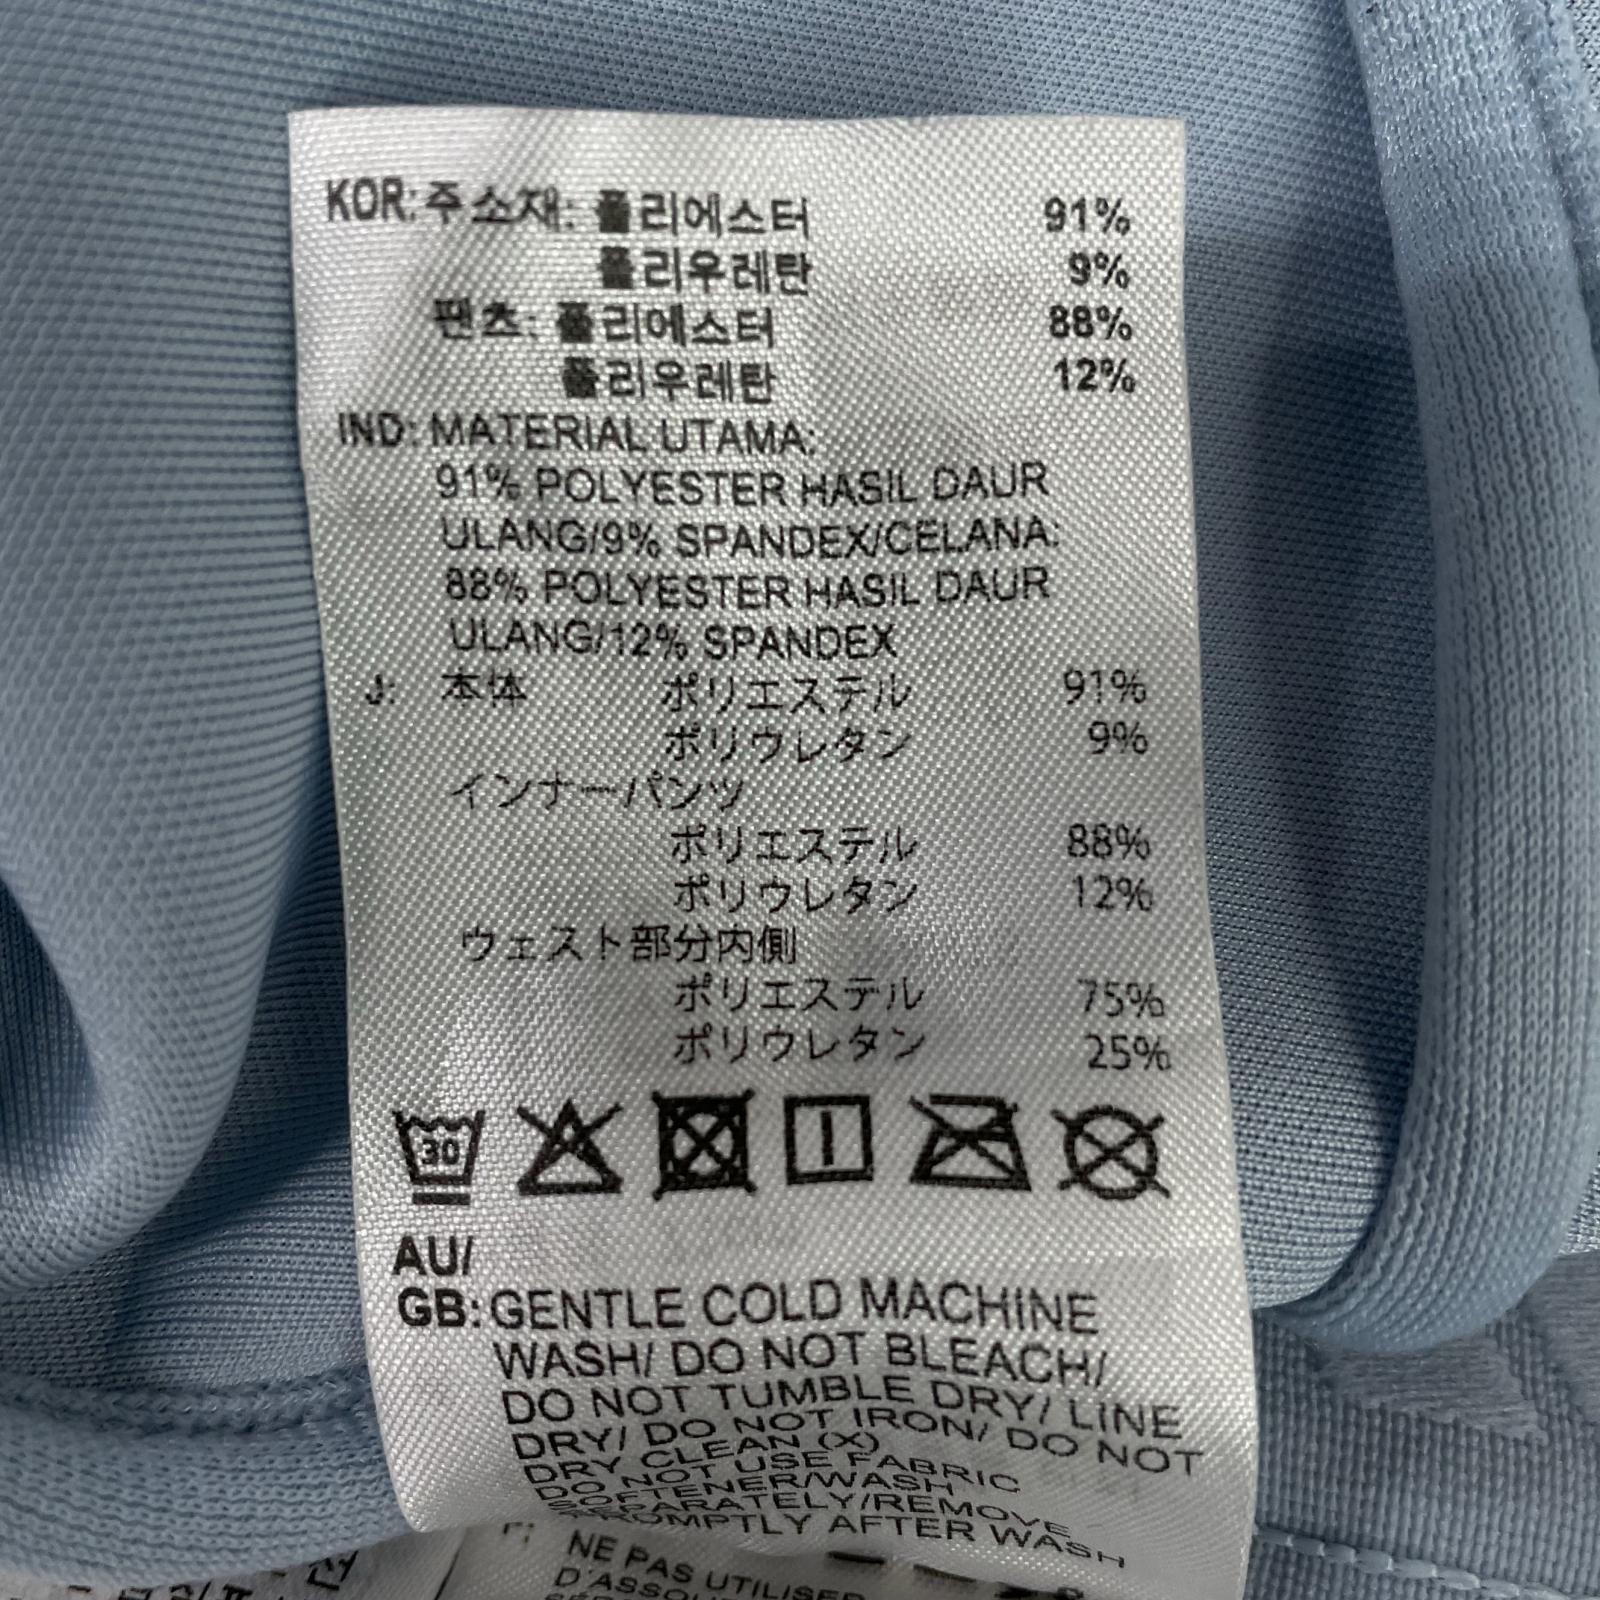 KOR: 주소재: 폴리에스터 91%
폴리우레탄 9%
팬츠: 폴리에스터 88%
폴리우레탄 12%
IND: MATERIAL UTAMA:
91% POLYESTER HASIL DAUR
ULANG/9% SPANDEX/CELANA:
88% POLYESTER HASIL DAUR
ULANG/12% SPANDEX
J: 本体 ポリエステル 91%
ポリウレタン 9%
インナーパンツ
ポリエステル 88%
ポリウレタン 12%
ウェスト部分内側
ポリエステル 75%
ポリウレタン 25%
30
AU/
GB: GENTLE COLD MACHINE
WASH/ DO NOT BLEACH/
DO NOT TUMBLE DRY/ LINE
DRY/ DO NOT IRON/ DO NOT
DRY CLEAN (X)
DO NOT USE FABRIC
SOFTENER/WASH
SEPARATELY/REMOVE
PROMPTLY AFTER WASH
NE PAS UTILISER